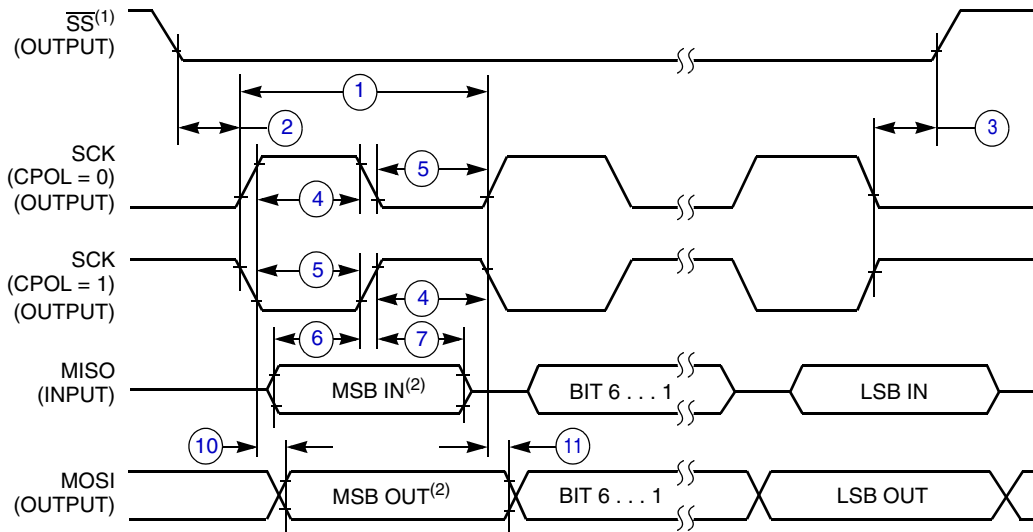 SS(1)
(OUTPUT)
1
2
3
SCK
(CPOL = 0)
(OUTPUT)
5
4
SCK
(CPOL = 1)
(OUTPUT)
5
4
6
7
MISO
(INPUT)
MSB IN(2)
BIT 6 . . . 1
LSB IN
10
11
MOSI
(OUTPUT)
MSB OUT(2)
BIT 6 . . . 1
LSB OUT